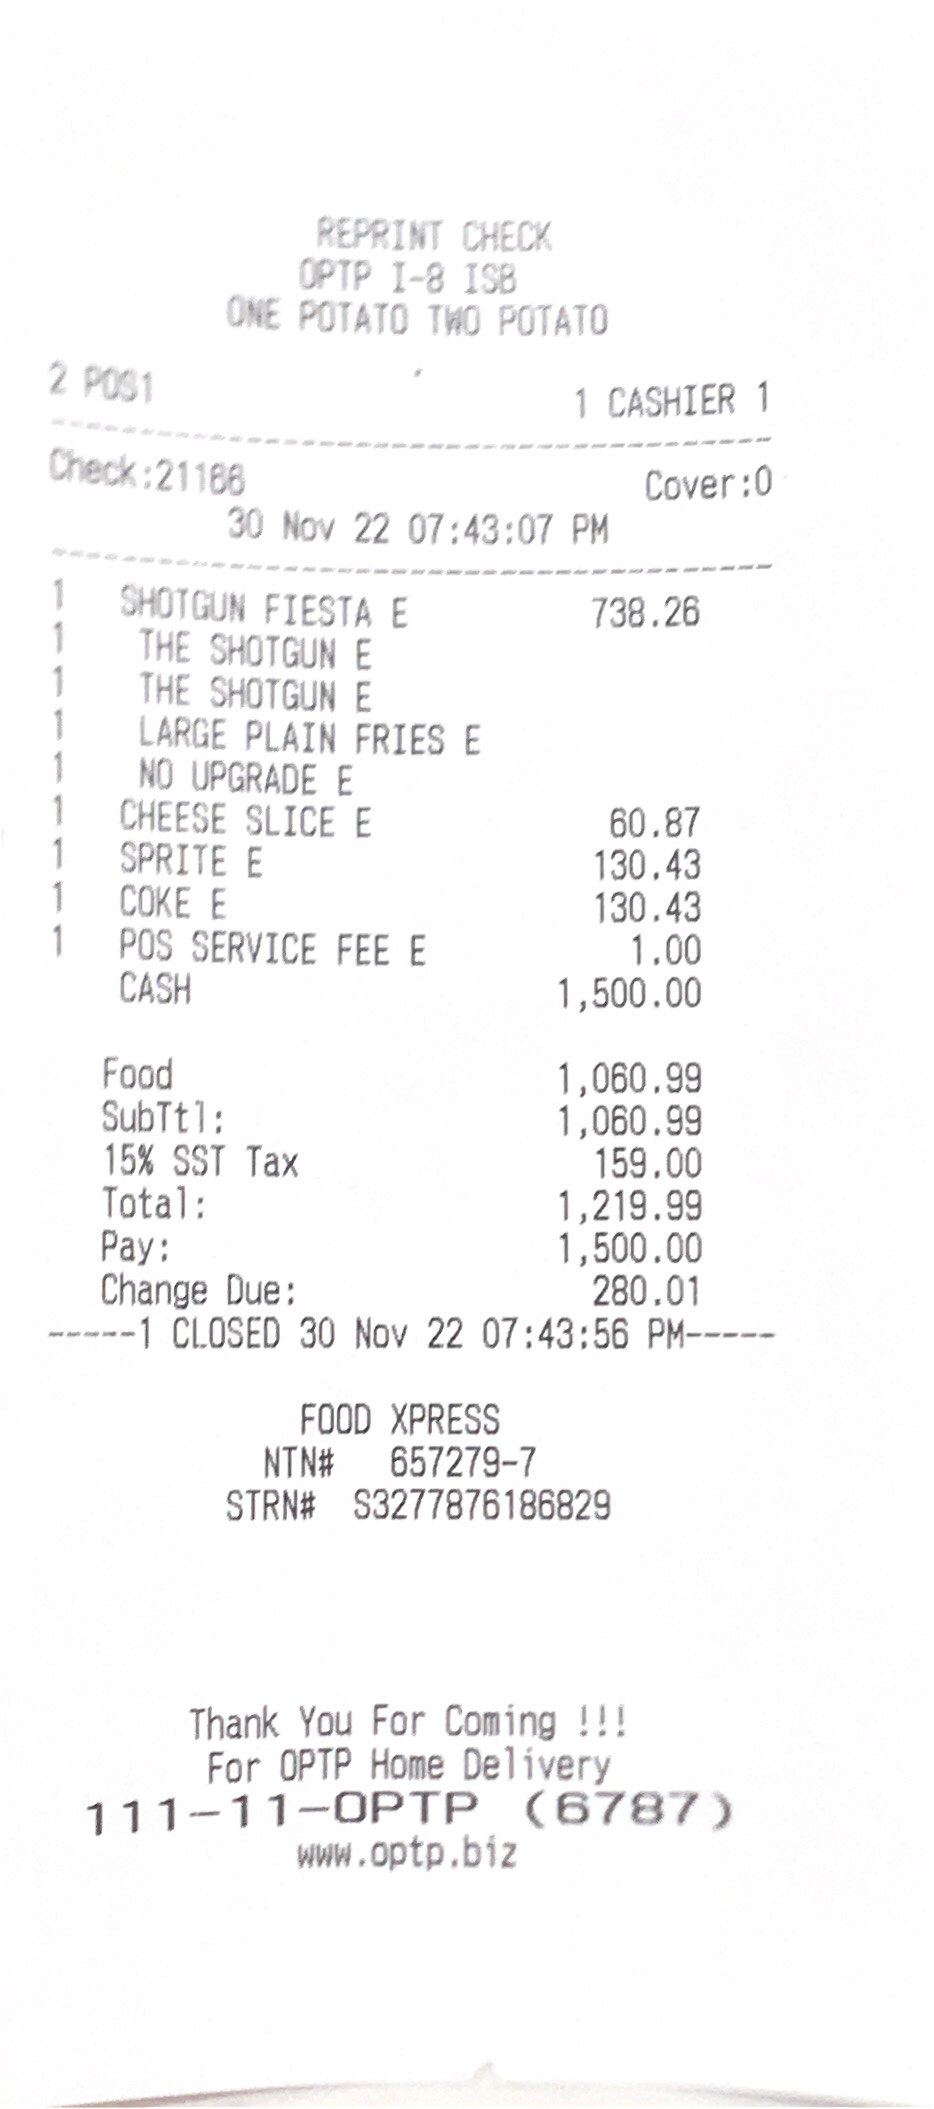 REPRINT CHECK
OPTP I-8 ISB
ONE POTATO TWO POTATO
2 POS1 1 CASHIER 1
Check:21166 Cover:0
30 Nov 22 07:43:07 PM
1 SHOTGUN FIESTA E 738.26
1 THE SHOTGUN E
1 THE SHOTGUN E
1 LARGE PLAIN FRIES E
1 NO UPGRADE E
1 CHEESE SLICE E 60.87
1 SPRITE E 130.43
1 COKE E 130.43
1 POS SERVICE FEE E 1.00
CASH 1,500.00
Food 1,060.99
SubTtl: 1,060.99
15% SST Tax 159.00
Total: 1,219.99
Pay: 1,500.00
Change Due: 280.01
-----1 CLOSED 30 Nov 22 07:43:56 PM-----
FOOD XPRESS
NTN# 657279-7
STRN# S3277876186829
Thank You For Coming !!!
For OPTP Home Delivery
111-11-OPTP (6787)
www.optp.biz